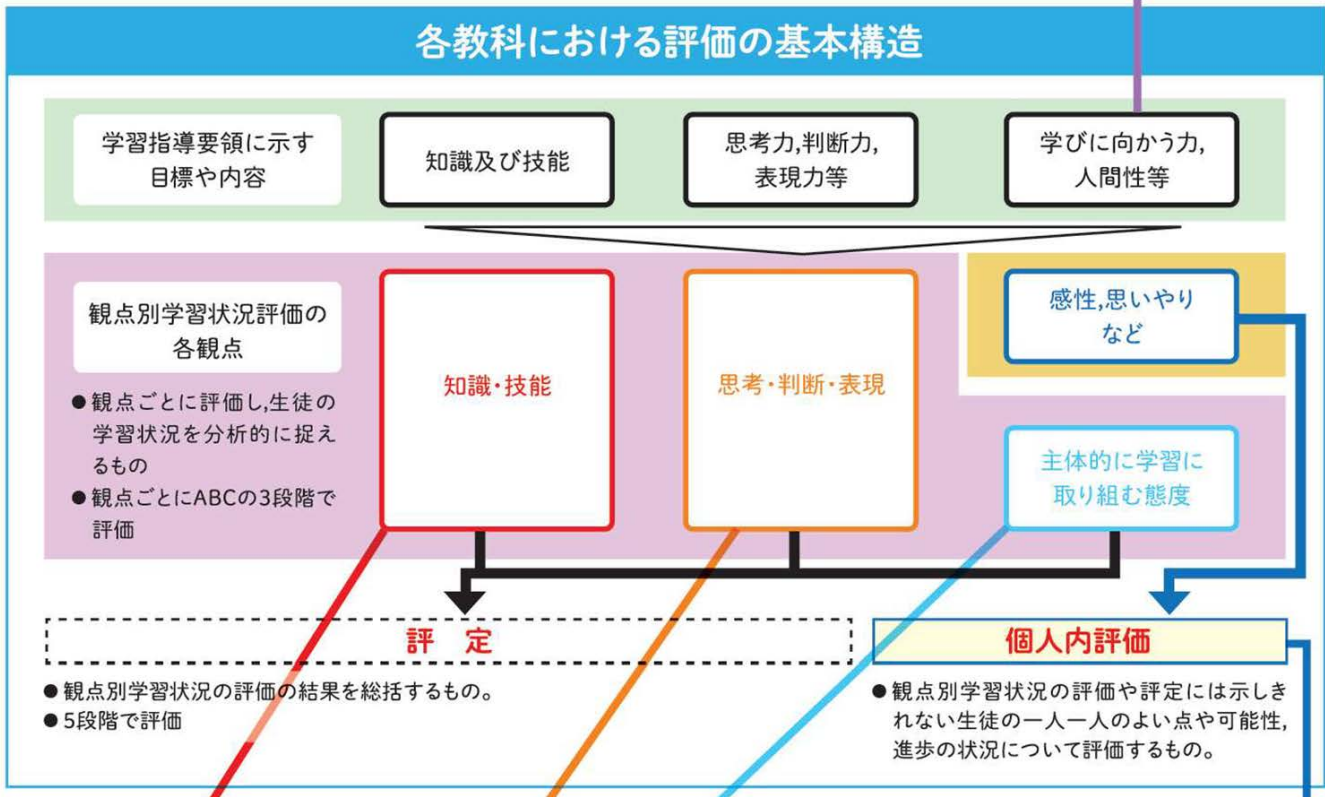 各教科における評価の基本構造
学習指導要領に示す
目標や内容
知識及び技能
思考力,判断力,
表現力等
学びに向かう力,
人間性等
観点別学習状況評価の
各観点
●観点ごとに評価し,生徒の
学習状況を分析的に捉え
るもの
●観点ごとにABCの3段階で
評価
知識・技能
思考・判断・表現
感性,思いやり
など
主体的に学習に
取り組む態度
評 定
●観点別学習状況の評価の結果を総括するもの。
●5段階で評価
個人内評価
●観点別学習状況の評価や評定には示しき
れない生徒の一人一人のよい点や可能性,
進歩の状況について評価するもの。